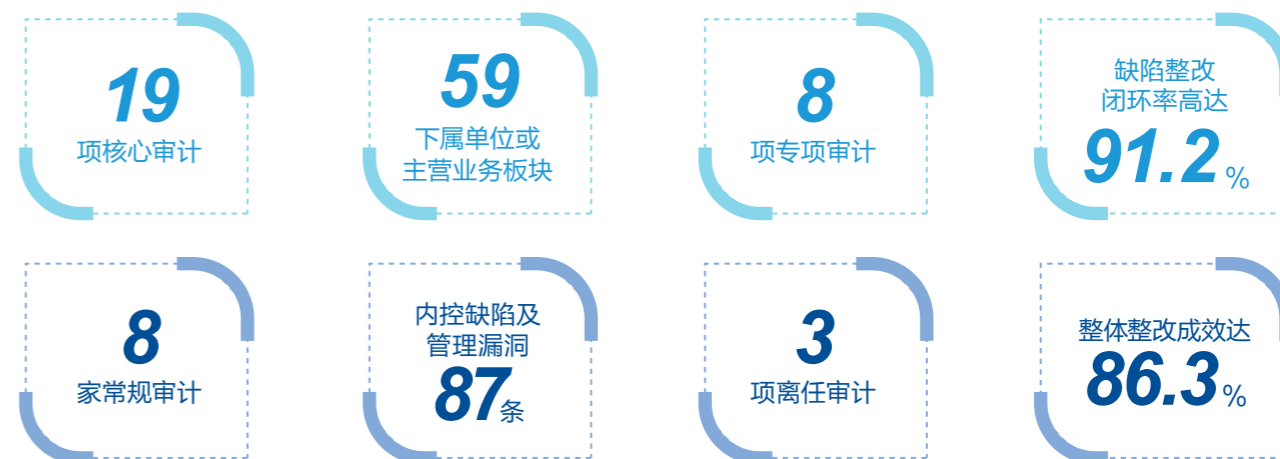 19
项核心审计
59
下属单位或
主营业务板块
8
项专项审计
缺陷整改
闭环率高达
91.2 %
8
家常规审计
内控缺陷及
管理漏洞
87条
3
项离任审计
整体整改成效达
86.3 %